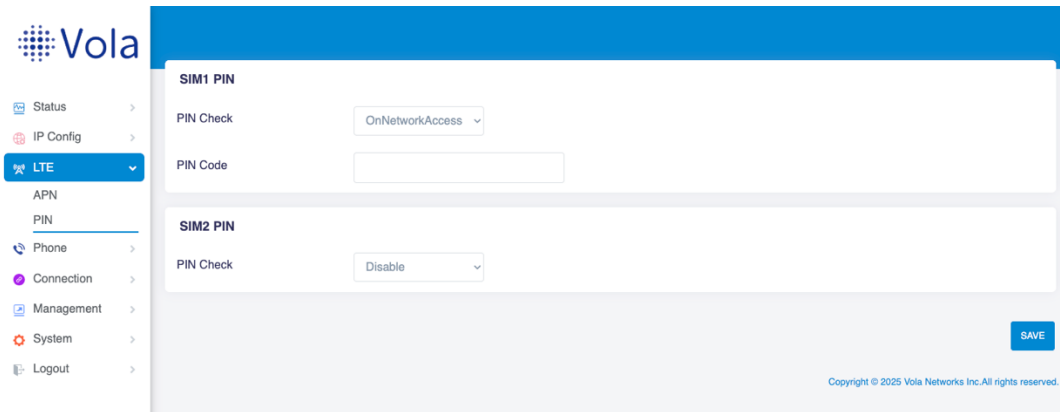 Vola
Status
IP Config
LTE
APN
PIN
Phone
Connection
Management
System
Logout
SIM1 PIN
PIN Check
OnNetworkAccess
PIN Code
SIM2 PIN
PIN Check
Disable
SAVE
Copyright © 2025 Vola Networks Inc.All rights reserved.